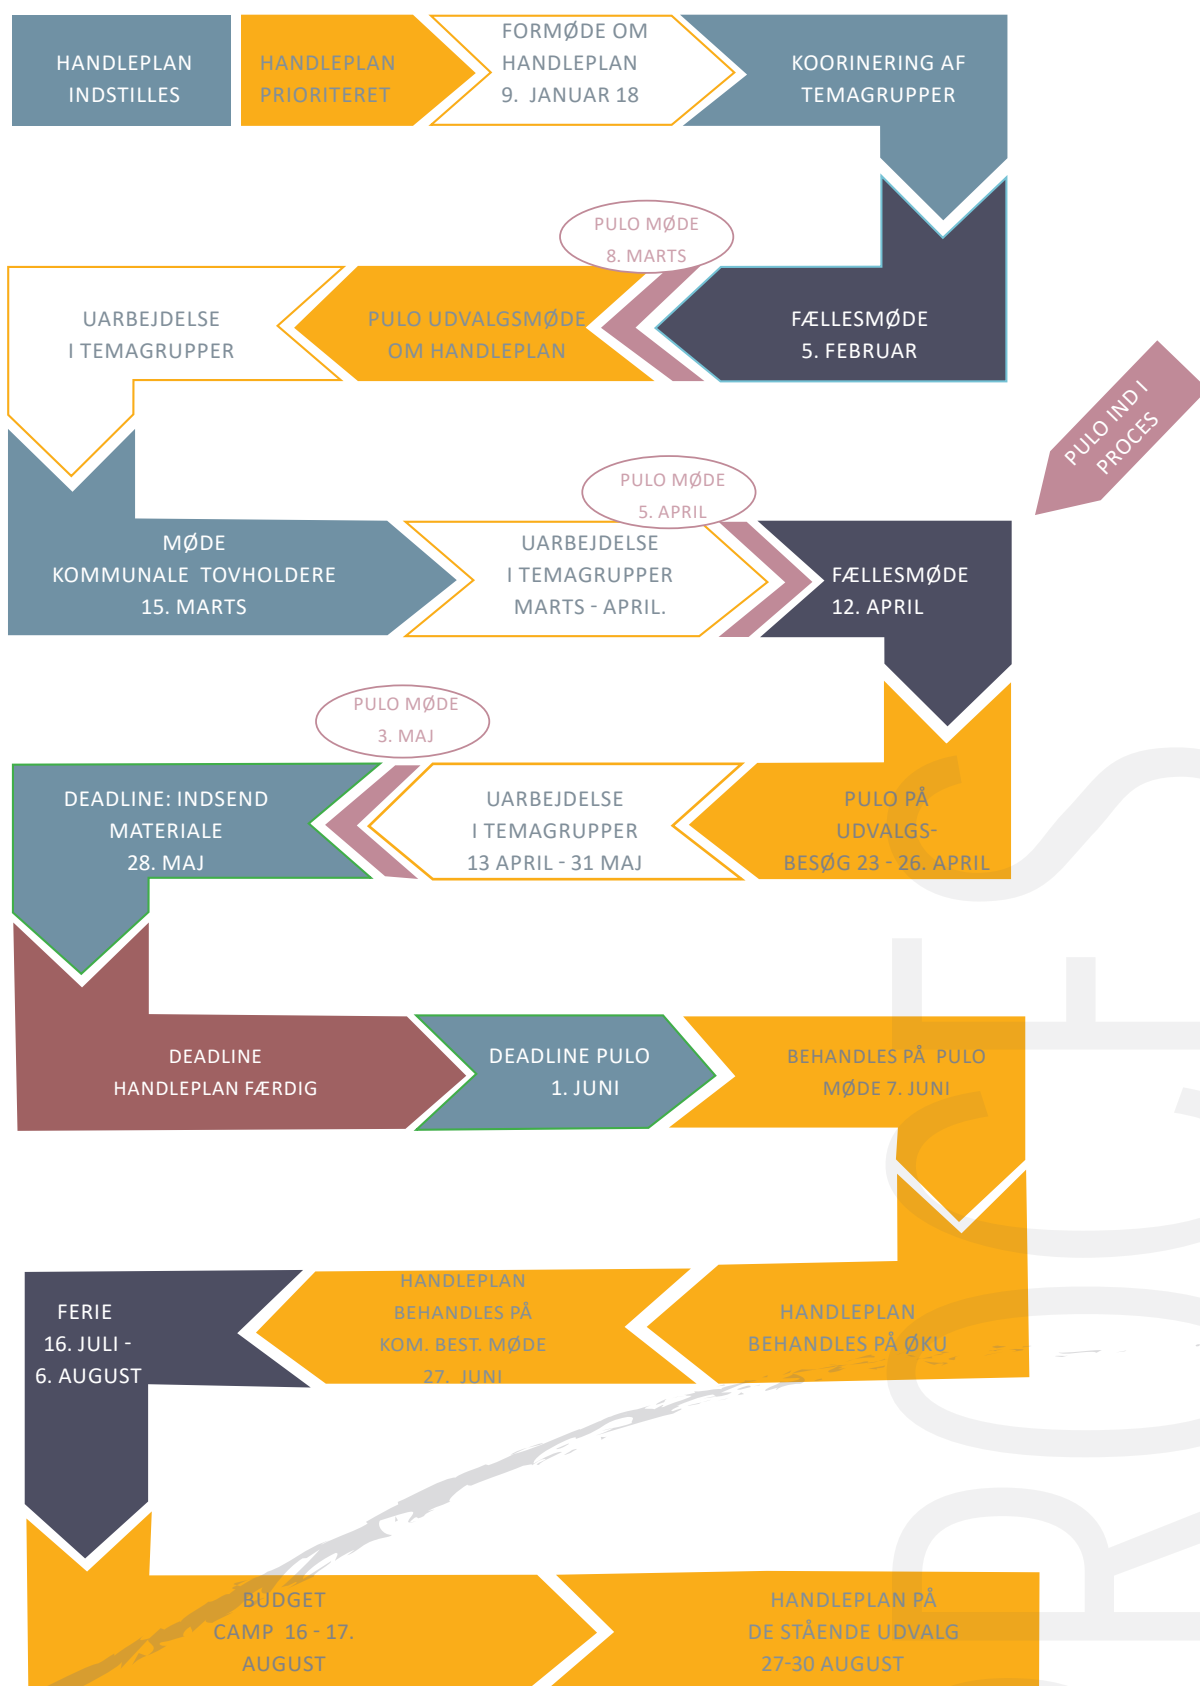 HANDLEPLAN
INDSTILLES
HANDLEPLAN
PRIORITERET
FORMØDE OM
HANDLEPLAN
9. JANUAR 18
KOORINERING AF
TEMAGRUPPER
PULO MØDE
8. MARTS
FÆLLESMØDE
5. FEBRUAR
PULO UDVALGSMØDE
OM HANDLEPLAN
UARBEJDELSE
I TEMAGRUPPER
PULO IND I
PROCES
MØDE
KOMMUNALE TOVHOLDERE
15. MARTS
UARBEJDELSE
I TEMAGRUPPER
MARTS - APRIL.
PULO MØDE
5. APRIL
FÆLLESMØDE
12. APRIL
PULO PÅ
UDVALGS-
BESØG 23 - 26. APRIL
UARBEJDELSE
I TEMAGRUPPER
13 APRIL - 31 MAJ
PULO MØDE
3. MAJ
DEADLINE: INDSEND
MATERIALE
28. MAJ
DEADLINE
HANDLEPLAN FÆRDIG
DEADLINE PULO
1. JUNI
BEHANDLES PÅ PULO
MØDE 7. JUNI
HANDLEPLAN
BEHANDLES PÅ ØKU
HANDLEPLAN
BEHANDLES PÅ
KOM. BEST. MØDE
27. JUNI
FERIE
16. JULI -
6. AUGUST
BUDGET
CAMP 16 - 17.
AUGUST
HANDLEPLAN PÅ
DE STÅENDE UDVALG
27-30 AUGUST